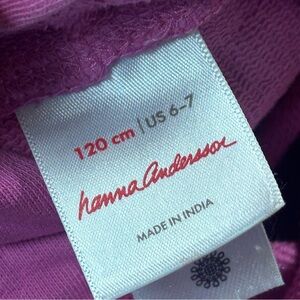 120 cm | US 6–7
hanna andersson
MADE IN INDIA